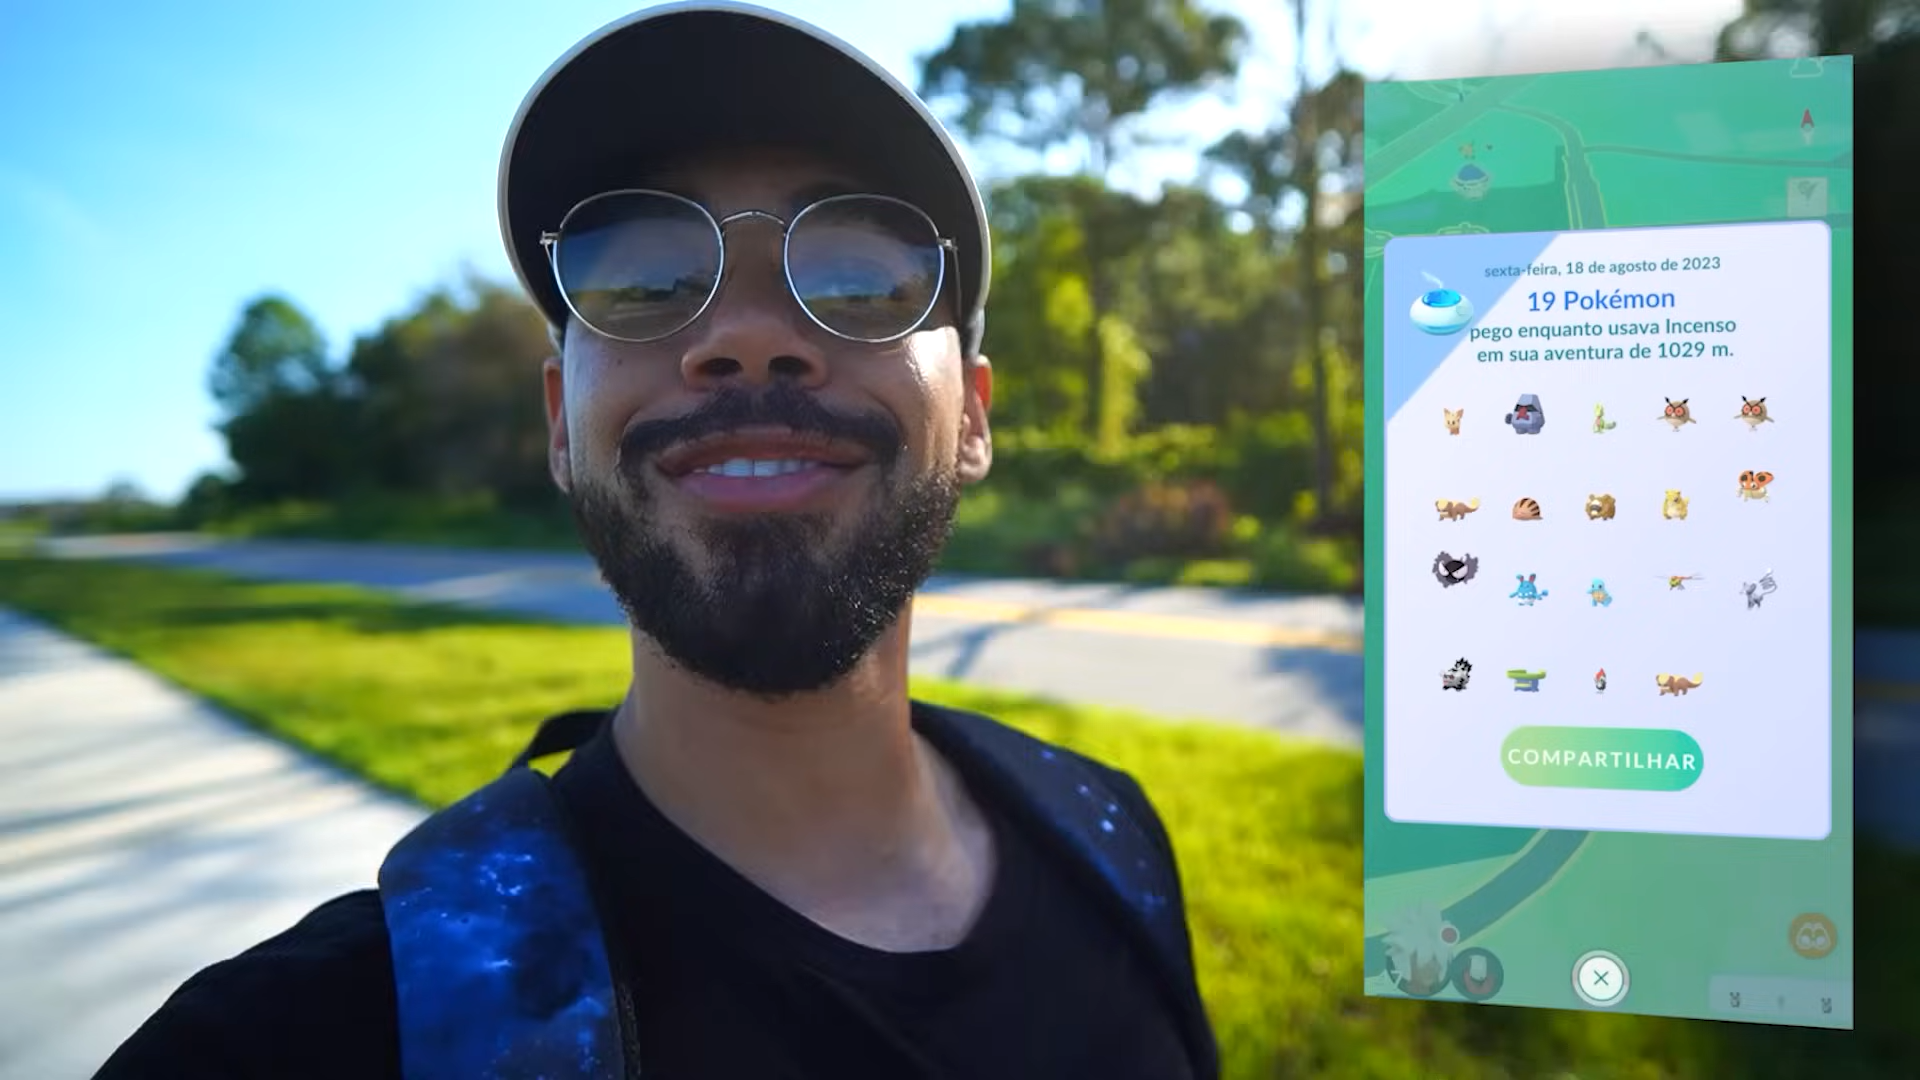 sexta-feira, 18 de agosto de 2023
19 Pokémon
pego enquanto usava Incenso
em sua aventura de 1029 m.
COMPARTILHAR